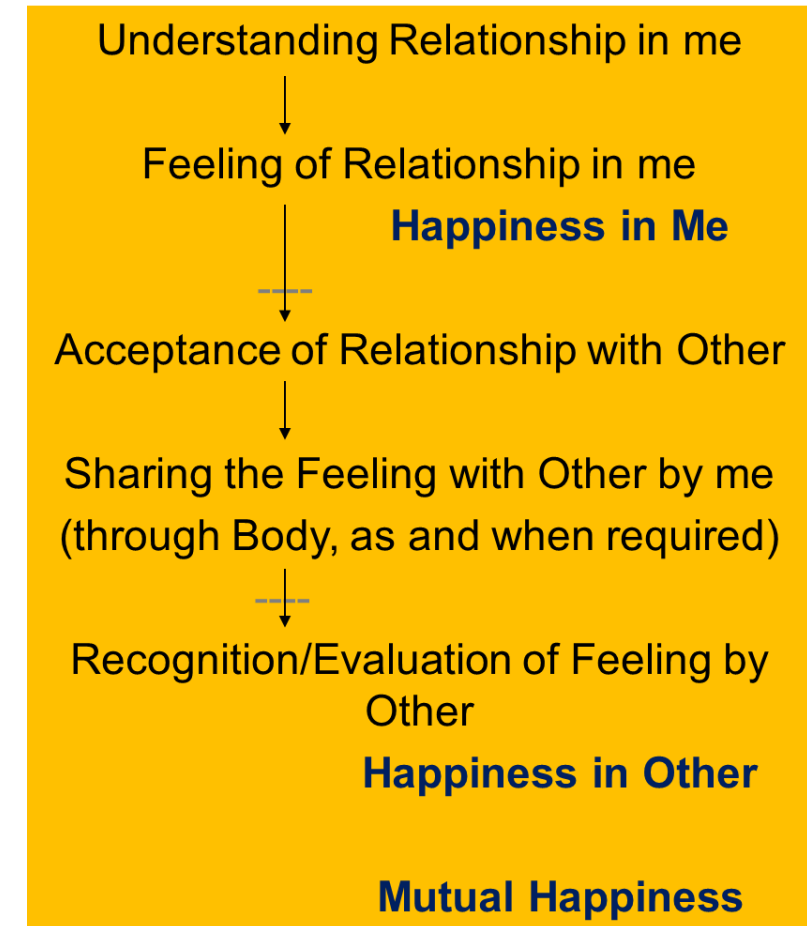 Understanding Relationship in me
Feeling of Relationship in me
Happiness in Me
Acceptance of Relationship with Other
Sharing the Feeling with Other by me
(through Body, as and when required)
Recognition/Evaluation of Feeling by
Other
Happiness in Other
Mutual Happiness